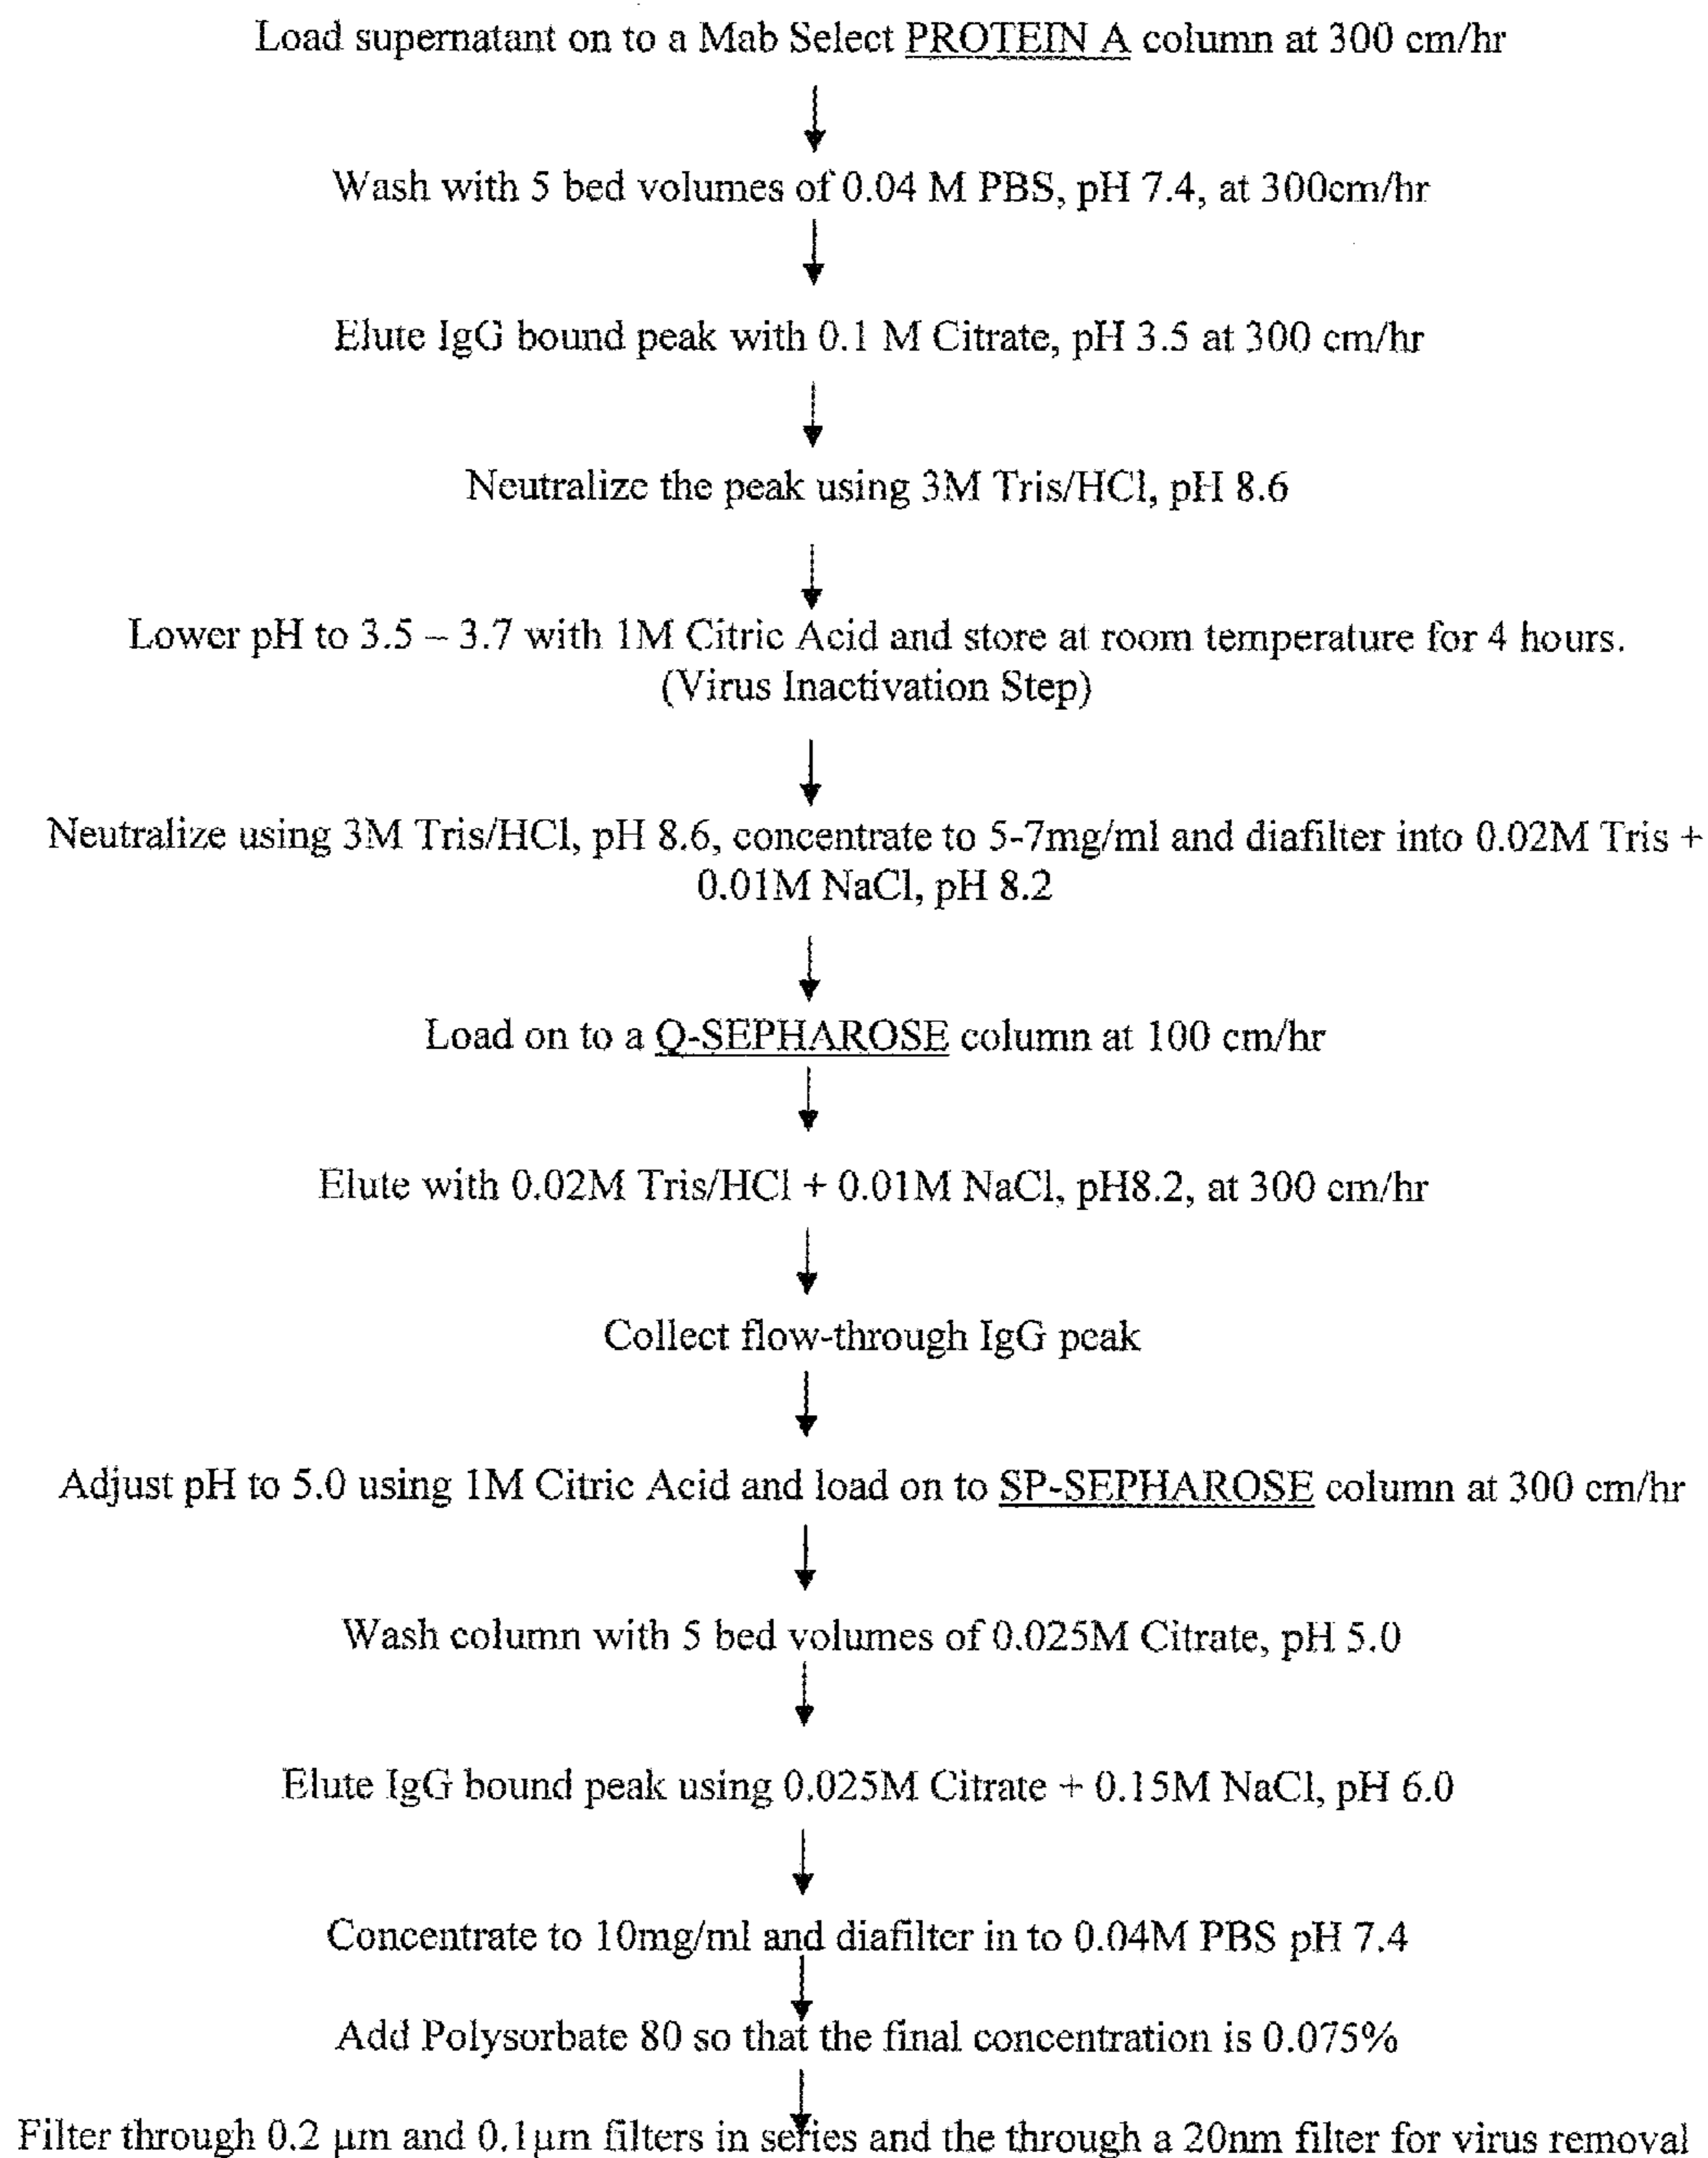 Load supernatant on to a Mab Select PROTEIN A column at 300 cm/hr
Wash with 5 bed volumes of 0.04 M PBS, pH 7.4, at 300cm/hr
Elute IgG bound peak with 0.1 M Citrate, pH 3.5 at 300 cm/hr
Neutralize the peak using 3M Tris/HCl, pH 8.6
Lower pH to 3.5 – 3.7 with 1M Citric Acid and store at room temperature for 4 hours.
(Virus Inactivation Step)
Neutralize using 3M Tris/HCl, pH 8.6, concentrate to 5-7mg/ml and diafilter into 0.02M Tris +
0.01M NaCl, pH 8.2
Load on to a Q-SEPHAROSE column at 100 cm/hr
Elute with 0.02M Tris/HCl + 0.01M NaCl, pH8.2, at 300 cm/hr
Collect flow-through IgG peak
Adjust pH to 5.0 using 1M Citric Acid and load on to SP-SEPHAROSE column at 300 cm/hr
Wash column with 5 bed volumes of 0.025M Citrate, pH 5.0
Elute IgG bound peak using 0.025M Citrate + 0.15M NaCl, pH 6.0
Concentrate to 10mg/ml and diafilter in to 0.04M PBS pH 7.4
Add Polysorbate 80 so that the final concentration is 0.075%
Filter through 0.2 µm and 0.1µm filters in series and the through a 20nm filter for virus removal